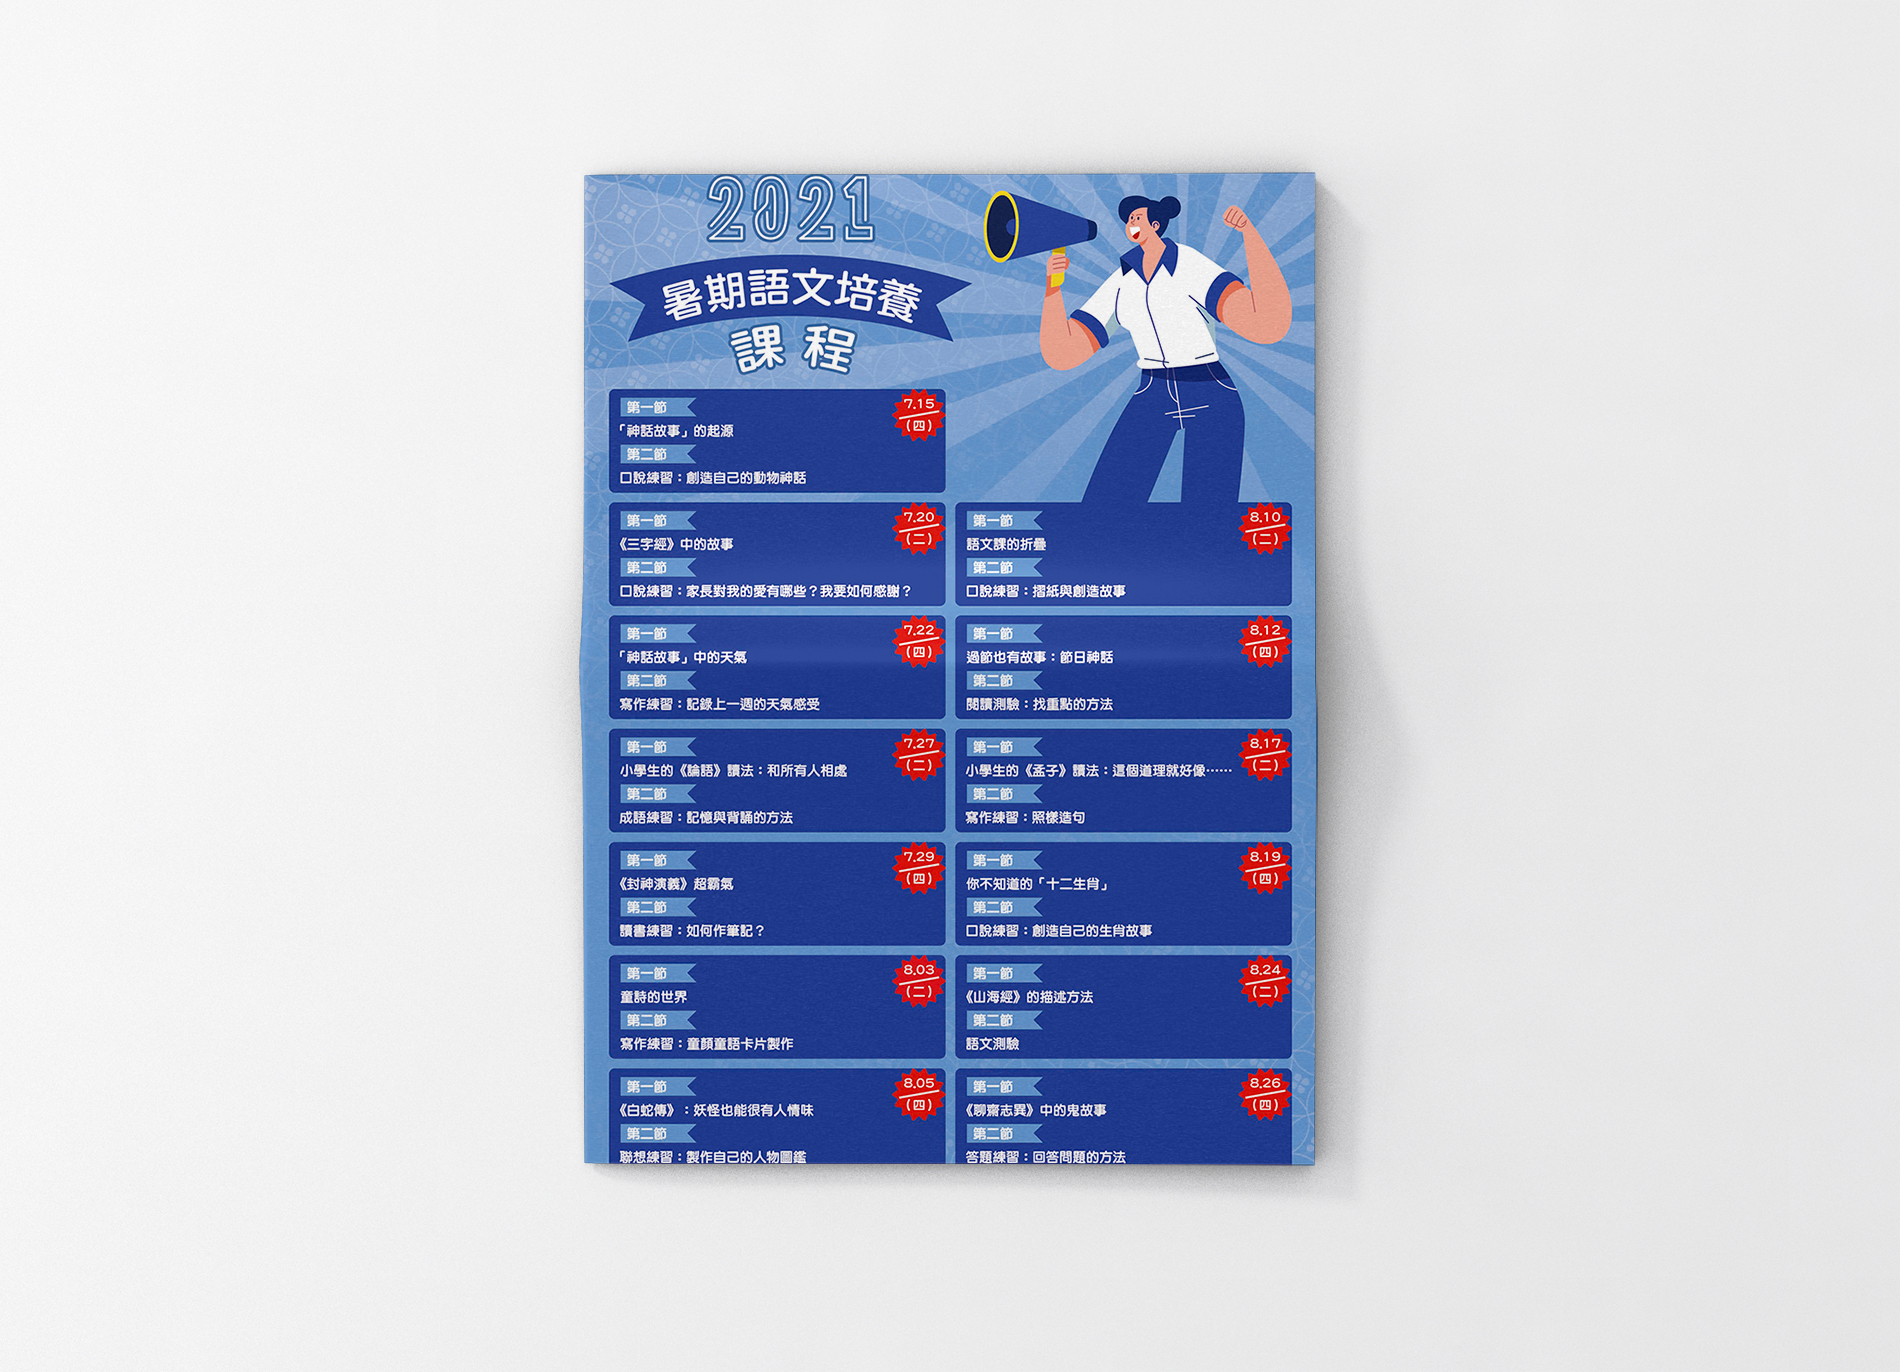 2021
暑期語文培養
課程
7.15
(四)
第一節
「神話故事」的起源
第二節
口說練習：創造自己的動物神話
7.20
(二)
第一節
《三字經》中的故事
第二節
口說練習：家長對我的愛有哪些？我要如何感謝？
7.22
(四)
第一節
「神話故事」中的天氣
第二節
寫作練習：記錄上一週的天氣感受
7.27
(二)
第一節
小學生的《論語》讀法：和所有人相處
第二節
成語練習：記憶與背誦的方法
7.29
(四)
第一節
《封神演義》超霸氣
第二節
讀書練習：如何作筆記？
8.03
(二)
第一節
童詩的世界
第二節
寫作練習：童顏童語卡片製作
8.05
(四)
第一節
《白蛇傳》：妖怪也能很有人情味
第二節
聯想練習：製作自己的人物圖鑑
8.10
(二)
第一節
語文課的折疊
第二節
口說練習：摺紙與創造故事
8.12
(四)
第一節
過節也有故事：節日神話
第二節
閱讀測驗：找重點的方法
8.17
(二)
第一節
小學生的《孟子》讀法：這個道理就好像……
第二節
寫作練習：照樣造句
8.19
(四)
第一節
你不知道的「十二生肖」
第二節
口說練習：創造自己的生肖故事
8.24
(二)
第一節
《山海經》的描述方法
第二節
語文測驗
8.26
(四)
第一節
《聊齋志異》中的鬼故事
第二節
答題練習：回答問題的方法